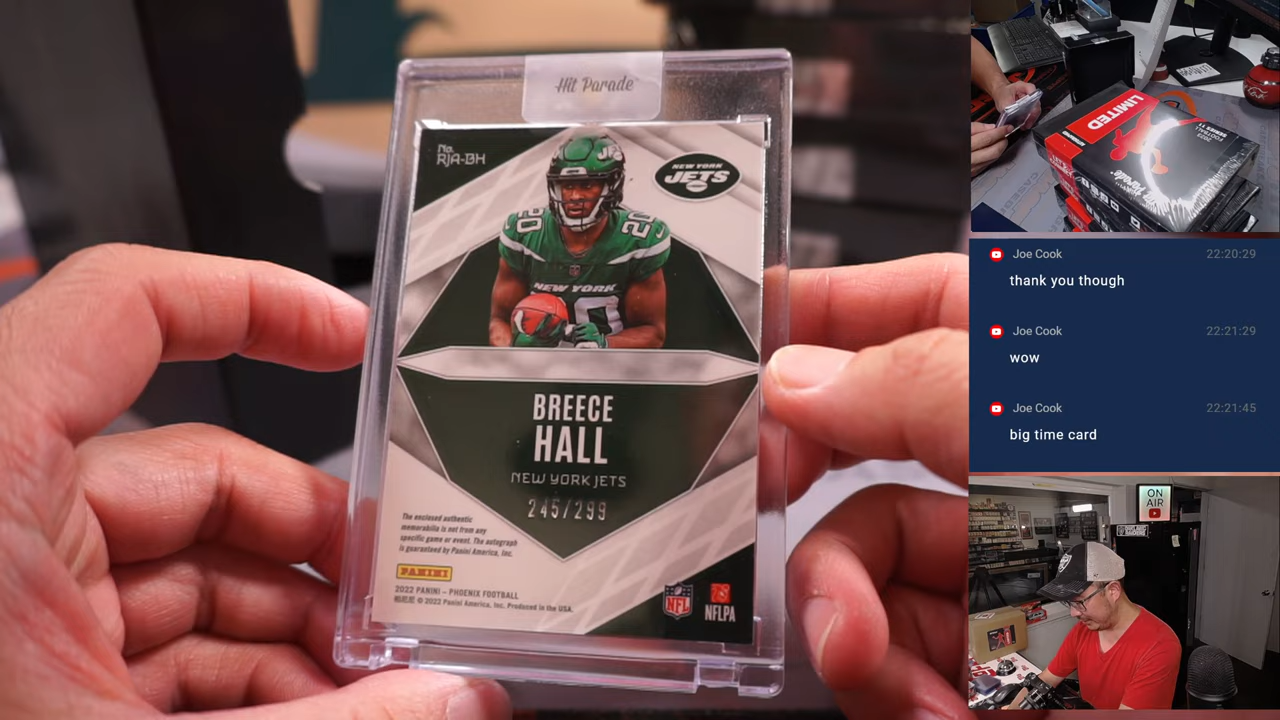 Hit Parade
No.
RJA-BH
NEW YORK
JETS
20
20
NEW YORK
BREECE
HALL
NEW YORK JETS
245/299
The enclosed authentic
memorabilia is not from any
specific game or event. The autograph
is guaranteed by Panini America, Inc.
PANINI
2022 PANINI – PHOENIX FOOTBALL
© 2022 Panini America, Inc. Produced in the USA.
NFL
NFLPA
LIMITED
Joe Cook 22:20:29
thank you though
Joe Cook 22:21:29
wow
Joe Cook 22:21:45
big time card
ON
AIR